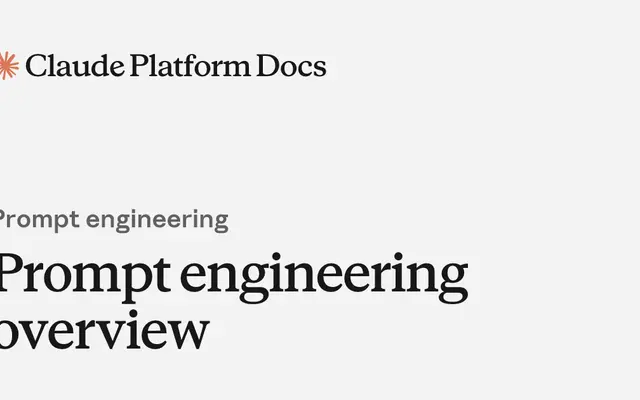 Claude Platform Docs
Prompt engineering
Prompt engineering
overview